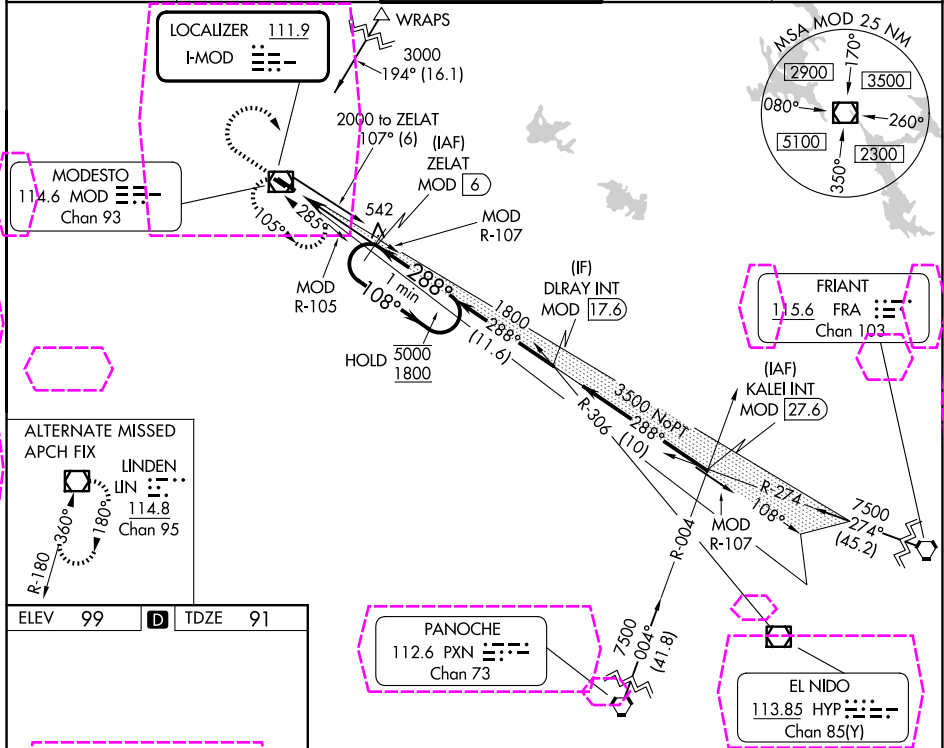 LOCALIZER 111.9
I-MOD
WRAPS
3000
194° (16.1)
MSA MOD 25 NM
2900
170°
3500
080°
260°
5100
350°
2300
2000 to ZELAT
107° (6)
(IAF)
ZELAT
MOD 6
MODESTO
114.6 MOD
Chan 93
105°
285°
542
MOD
R-107
MOD
R-105
288°
1 min
108°
HOLD 5000
1800
1800
288°
(11.6)
(IF)
DLRAY INT
MOD 17.6
FRIANT
115.6 FRA
Chan 103
(IAF)
KALEI INT
MOD 27.6
3500 NoPT
288°
(10)
R-306
R-274
108°
7500
274°
(45.2)
MOD
R-107
R-004
7500
004°
(41.8)
ALTERNATE MISSED
APCH FIX
LINDEN
LIN
114.8
Chan 95
360°
180°
R-180
ELEV 99 D TDZE 91
PANOCHE
112.6 PXN
Chan 73
EL NIDO
113.85 HYP
Chan 85(Y)